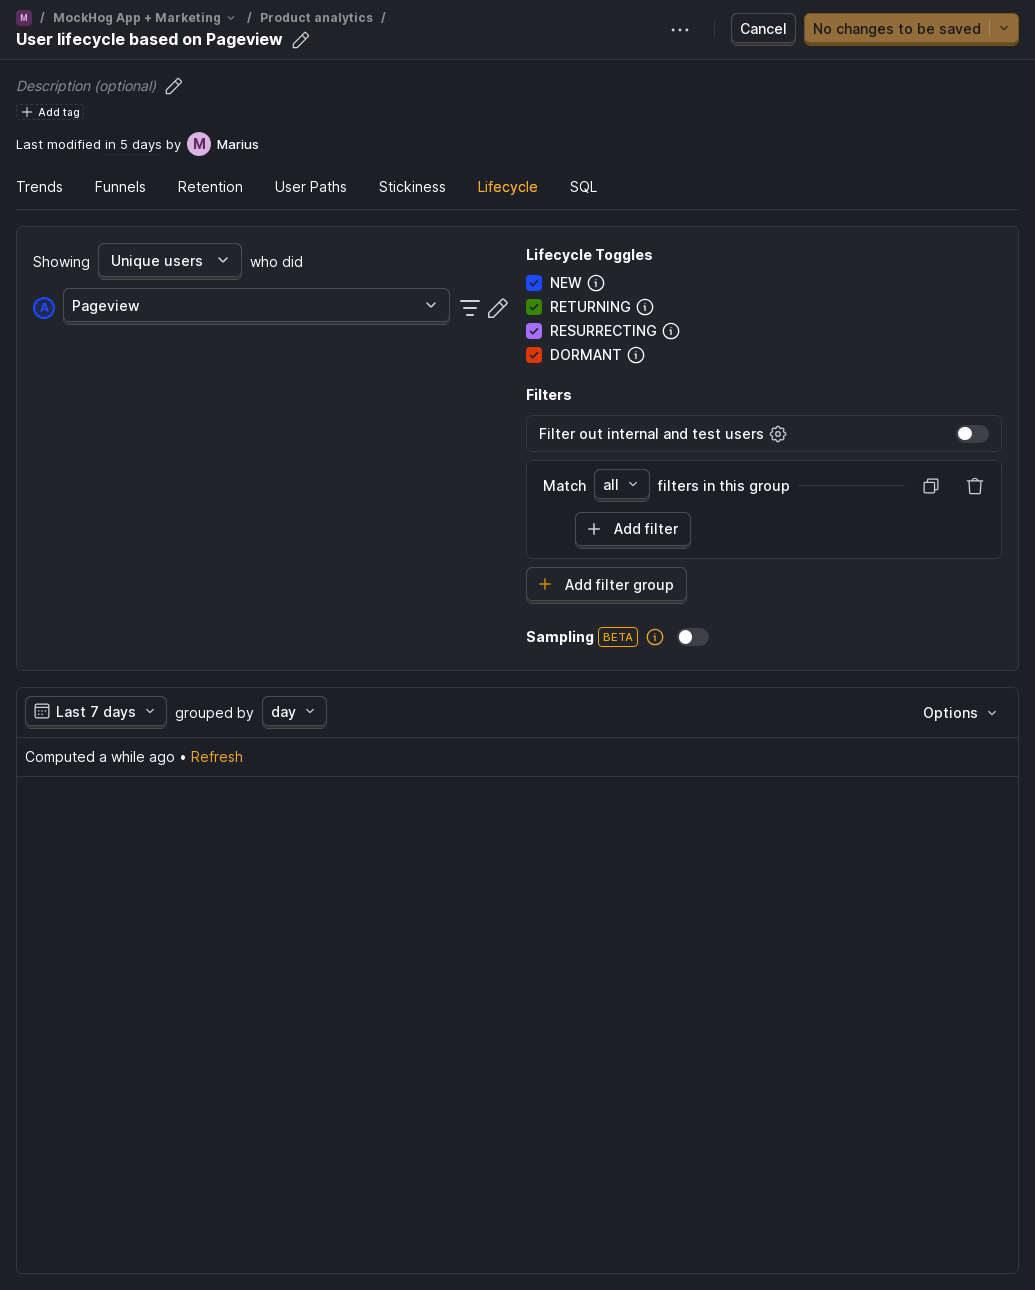 M / MockHog App + Marketing / Product analytics /
User lifecycle based on Pageview
Cancel
No changes to be saved
Description (optional)
Add tag
Last modified in 5 days by M Marius
Trends Funnels Retention User Paths Stickiness Lifecycle SQL
Showing Unique users who did
A Pageview
Lifecycle Toggles
NEW
RETURNING
RESURRECTING
DORMANT
Filters
Filter out internal and test users
Match all filters in this group
Add filter
Add filter group
Sampling BETA
Last 7 days grouped by day
Options
Computed a while ago • Refresh